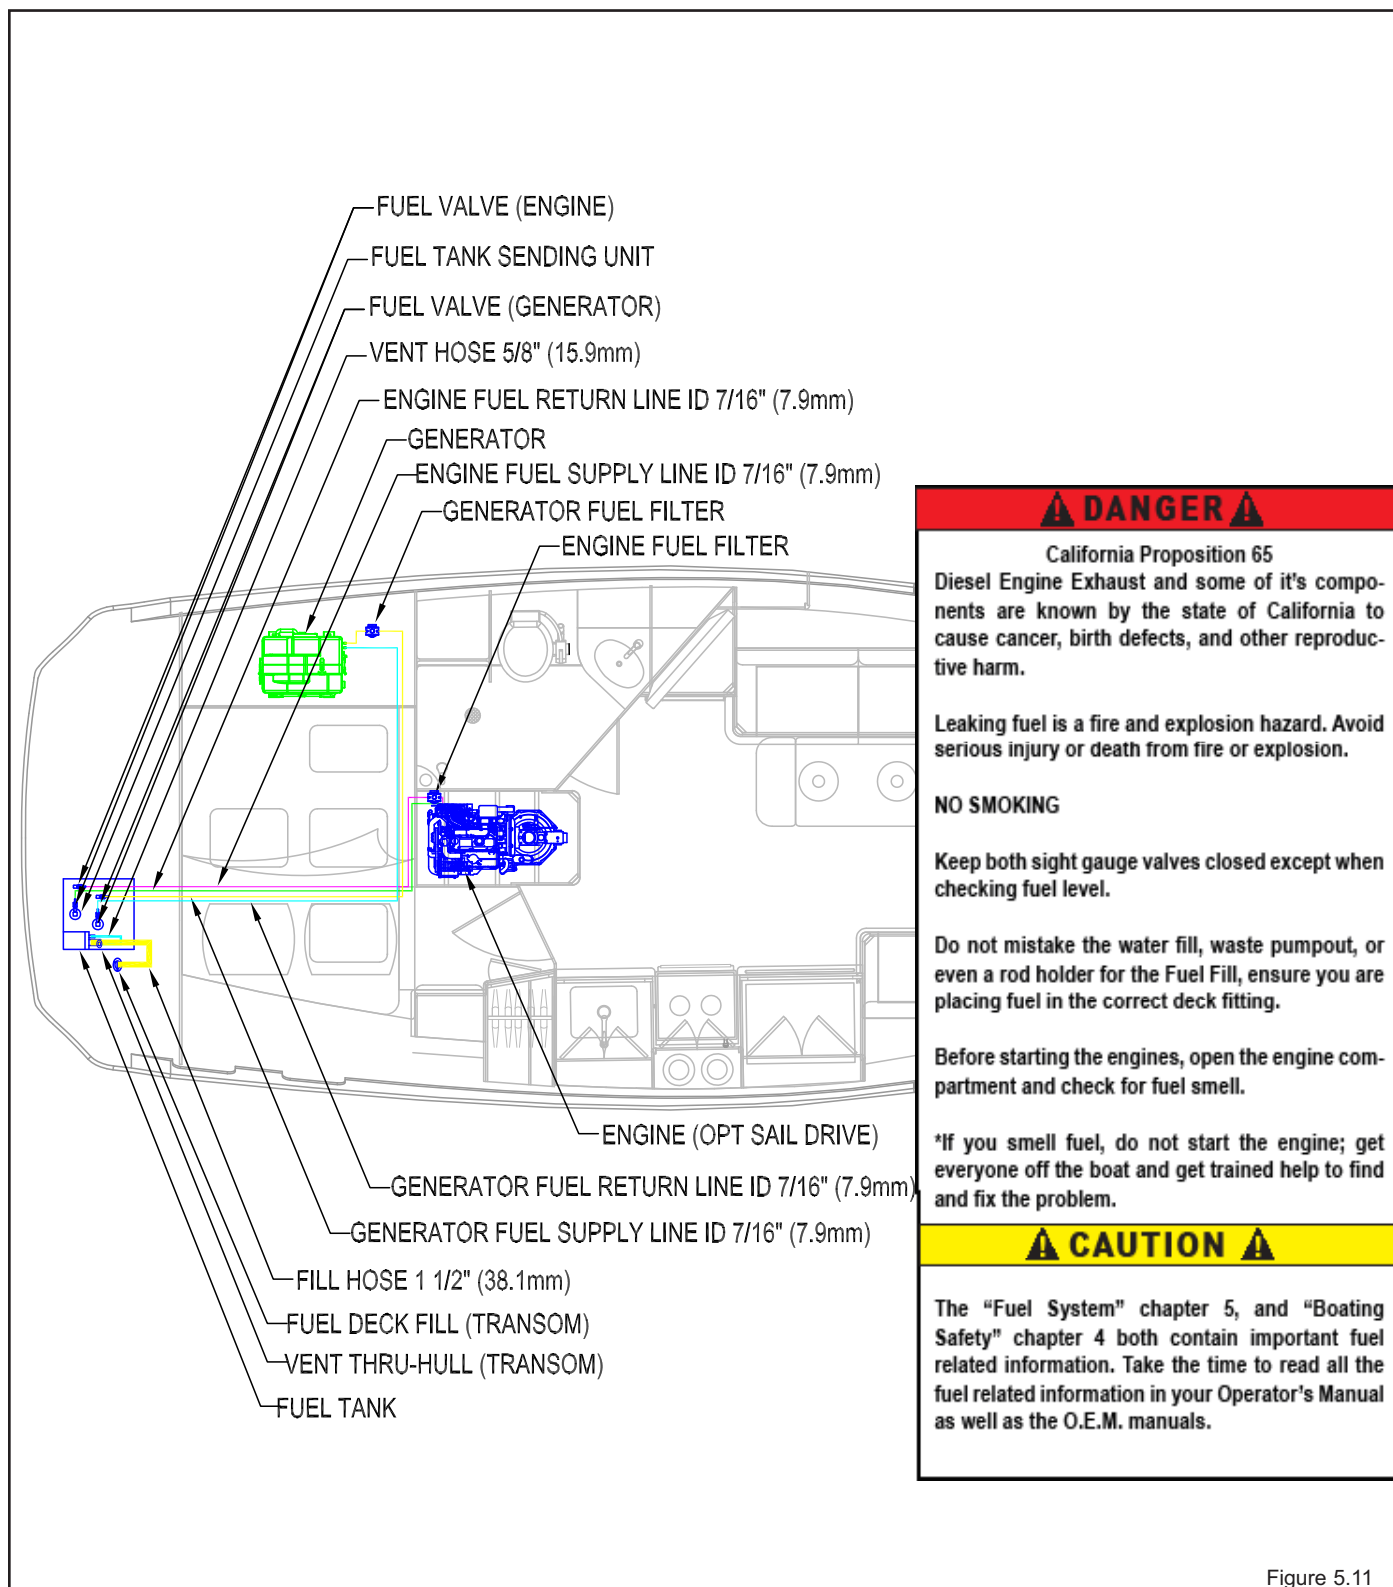 FUEL VALVE (ENGINE)
FUEL TANK SENDING UNIT
FUEL VALVE (GENERATOR)
VENT HOSE 5/8" (15.9mm)
ENGINE FUEL RETURN LINE ID 7/16" (7.9mm)
GENERATOR
ENGINE FUEL SUPPLY LINE ID 7/16" (7.9mm)
GENERATOR FUEL FILTER
ENGINE FUEL FILTER
ENGINE (OPT SAIL DRIVE)
GENERATOR FUEL RETURN LINE ID 7/16" (7.9mm)
GENERATOR FUEL SUPPLY LINE ID 7/16" (7.9mm)
FILL HOSE 1 1/2" (38.1mm)
FUEL DECK FILL (TRANSOM)
VENT THRU-HULL (TRANSOM)
FUEL TANK
DANGER
California Proposition 65
Diesel Engine Exhaust and some of it's compo-
nents are known by the state of California to
cause cancer, birth defects, and other reproduc-
tive harm.
Leaking fuel is a fire and explosion hazard. Avoid
serious injury or death from fire or explosion.
NO SMOKING
Keep both sight gauge valves closed except when
checking fuel level.
Do not mistake the water fill, waste pumpout, or
even a rod holder for the Fuel Fill, ensure you are
placing fuel in the correct deck fitting.
Before starting the engines, open the engine com-
partment and check for fuel smell.
*If you smell fuel, do not start the engine; get
everyone off the boat and get trained help to find
and fix the problem.
CAUTION
The “Fuel System” chapter 5, and “Boating
Safety” chapter 4 both contain important fuel
related information. Take the time to read all the
fuel related information in your Operator’s Manual
as well as the O.E.M. manuals.
Figure 5.11